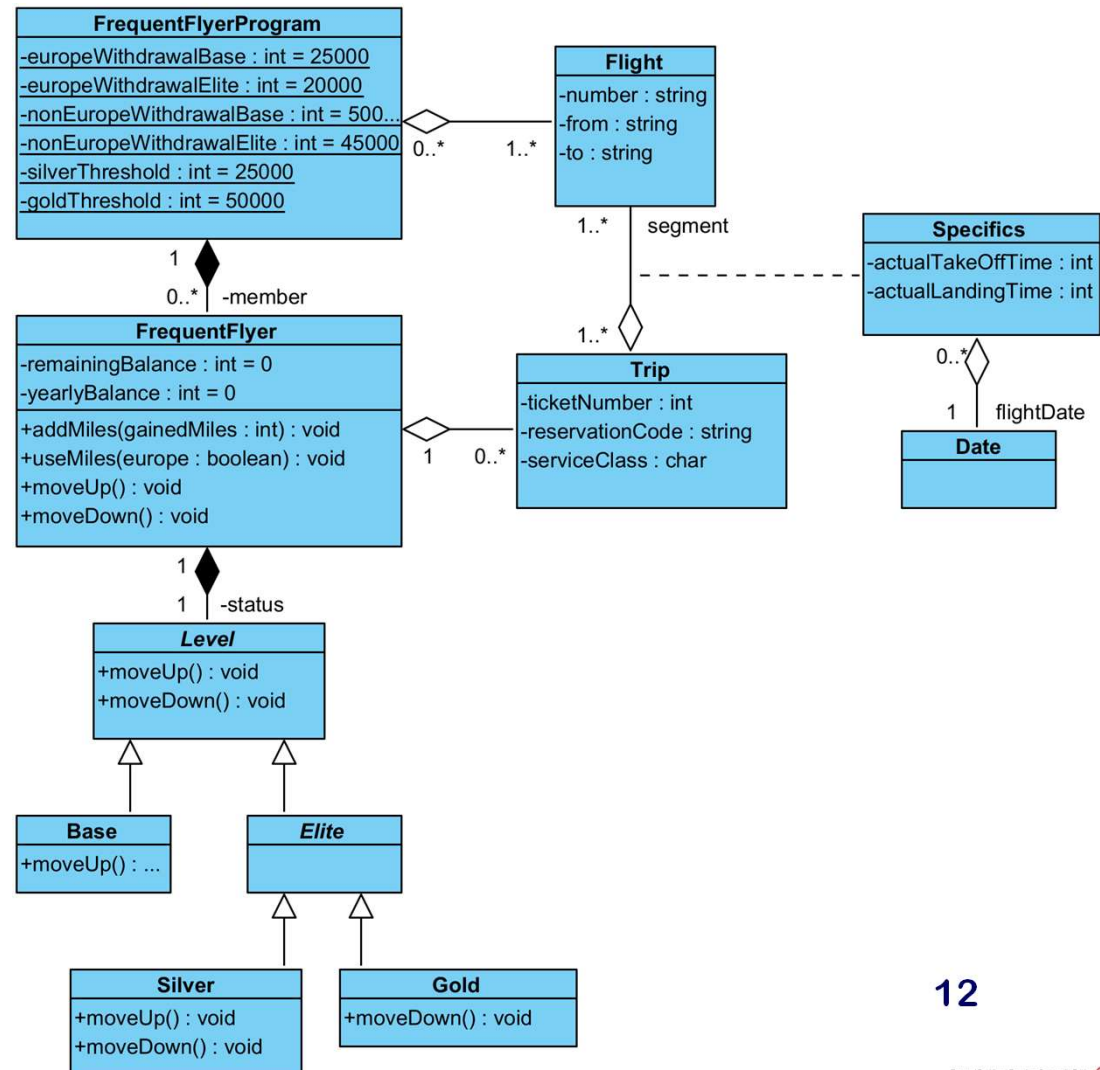 FrequentFlyerProgram
-europeWithdrawalBase : int = 25000
-europeWithdrawalElite : int = 20000
-nonEuropeWithdrawalBase : int = 500...
-nonEuropeWithdrawalElite : int = 45000
-silverThreshold : int = 25000
-goldThreshold : int = 50000
0..*
1..*
Flight
-number : string
-from : string
-to : string
1..*
segment
1..*
Specifics
-actualTakeOffTime : int
-actualLandingTime : int
0..*
1
flightDate
Date
1
0..*
-member
FrequentFlyer
-remainingBalance : int = 0
-yearlyBalance : int = 0
+addMiles(gainedMiles : int) : void
+useMiles(europe : boolean) : void
+moveUp() : void
+moveDown() : void
1
0..*
Trip
-ticketNumber : int
-reservationCode : string
-serviceClass : char
1
1
-status
Level
+moveUp() : void
+moveDown() : void
Base
+moveUp() : ...
Elite
Silver
+moveUp() : void
+moveDown() : void
Gold
+moveDown() : void
12